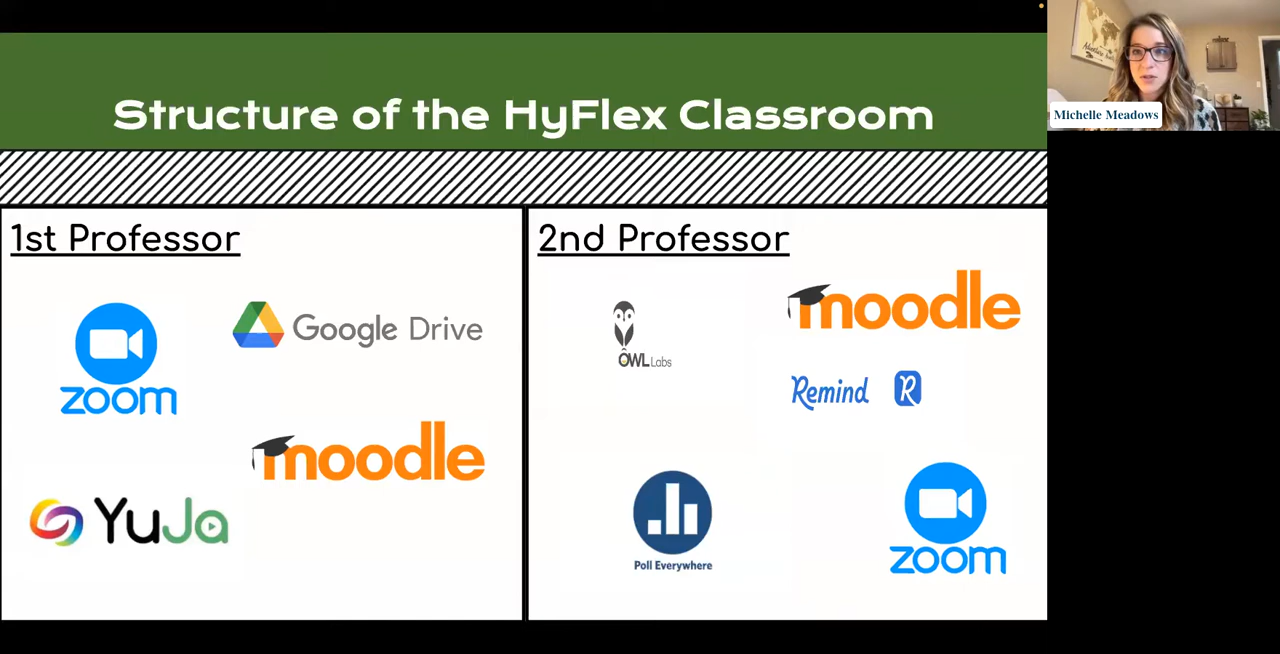 Structure of the HyFlex Classroom
Michelle Meadows
1st Professor
zoom
Google Drive
moodle
YuJa
2nd Professor
OWL Labs
moodle
Remind R
Poll Everywhere
zoom